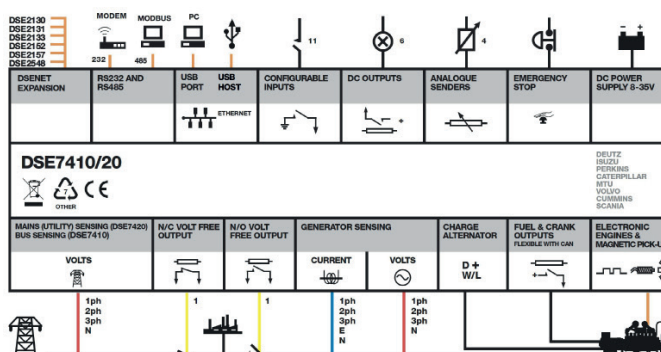 DSE2130
DSE2131
DSE2133
DSE2152
DSE2157
DSE2548
MODEM
232
MODBUS
485
PC
11
6
4
- +
DSENET
EXPANSION
RS232 AND
RS485
USB
PORT
USB
HOST
ETHERNET
CONFIGURABLE
INPUTS
DC OUTPUTS
+
ANALOGUE
SENDERS
EMERGENCY
STOP
DC POWER
SUPPLY 8-35V
DSE7410/20
7
OTHER
CE
DEUTZ
ISUZU
PERKINS
CATERPILLAR
MTU
VOLVO
CUMMINS
SCANIA
MAINS (UTILITY) SENSING (DSE7420)
BUS SENSING (DSE7410)
VOLTS
N/C VOLT FREE
OUTPUT
N/O VOLT
FREE OUTPUT
GENERATOR SENSING
CURRENT
VOLTS
CHARGE
ALTERNATOR
D +
W/L
FUEL & CRANK
OUTPUTS
FLEXIBLE WITH CAN
+
ELECTRONIC
ENGINES &
MAGNETIC PICK-U
1ph
2ph
3ph
N
1
1
1ph
2ph
3ph
E
N
1ph
2ph
3ph
N